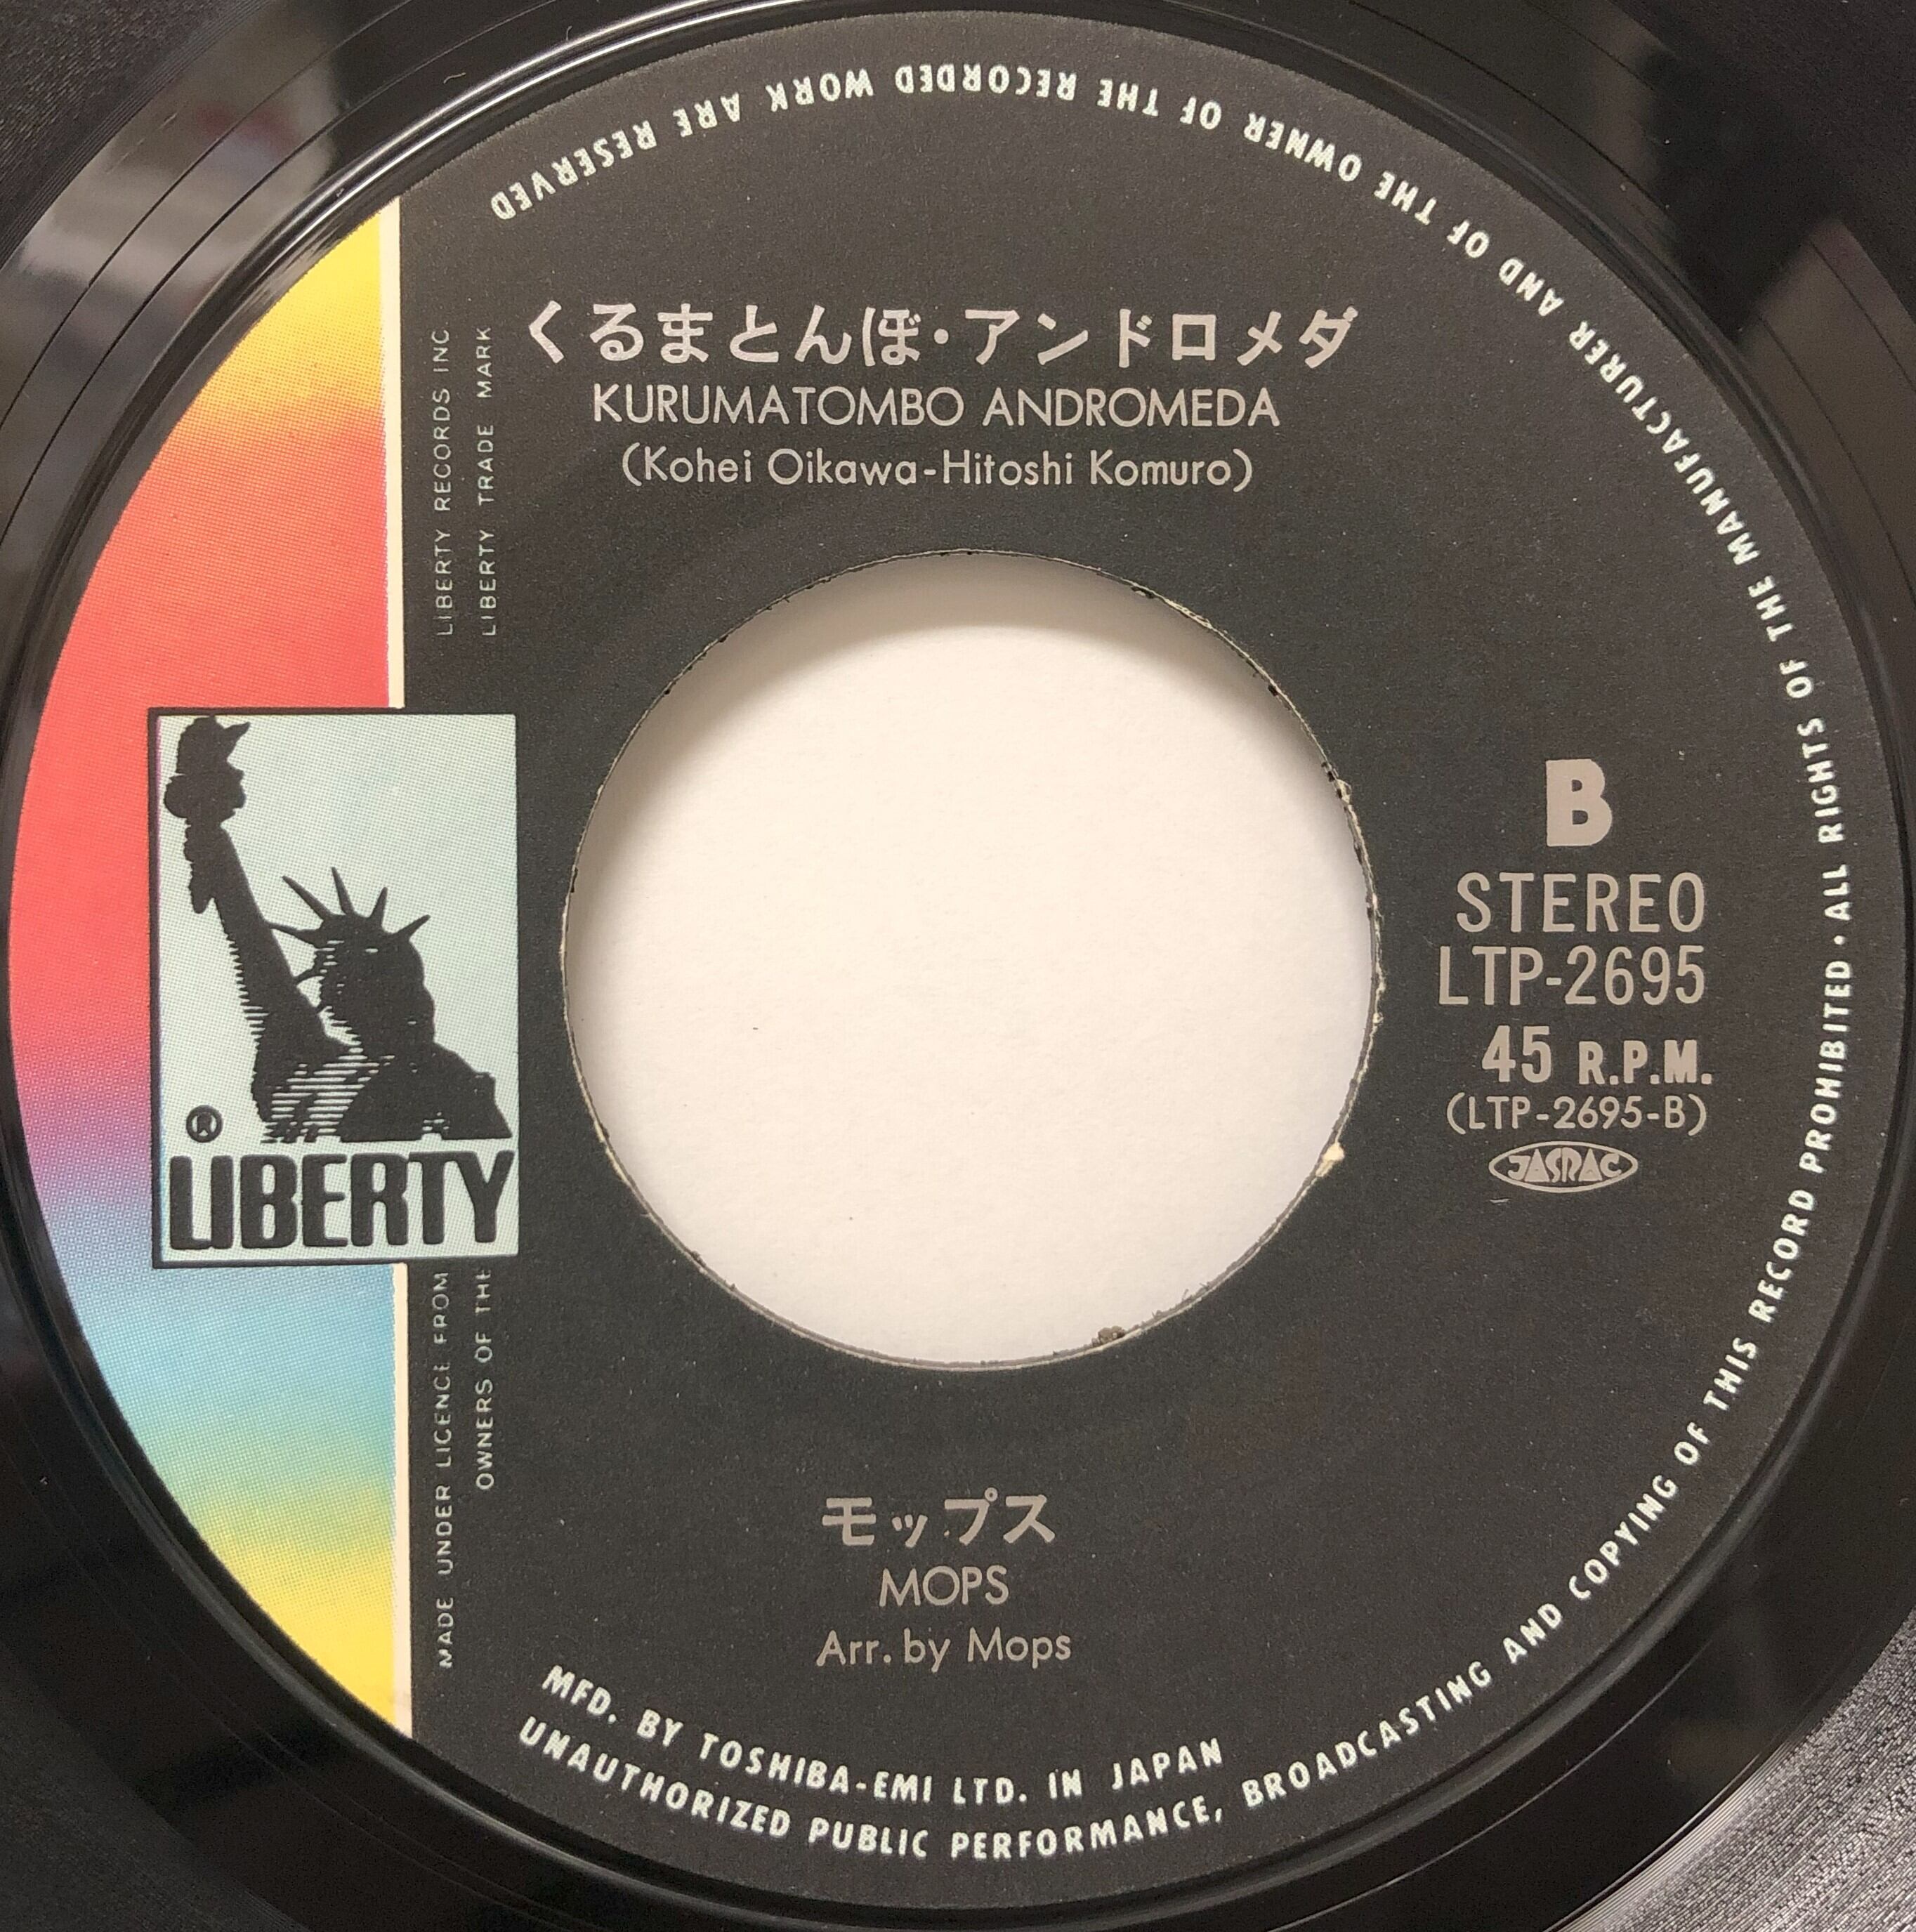 くるまとんぼ・アンドロメダ
KURUMATOMBO ANDROMEDA
(Kohei Oikawa-Hitoshi Komuro)
LIBERTY RECORDS INC
LIBERTY TRADE MARK
MADE UNDER LICENCE FROM
OWNERS OF THE
®
LIBERTY
B
STEREO
LTP-2695
45 R.P.M.
(LTP-2695-B)
JASRAC
モップス
MOPS
Arr. by Mops
MFD. BY TOSHIBA-EMI LTD. IN JAPAN
UNAUTHORIZED PUBLIC PERFORMANCE, BROADCASTING AND COPYING OF THIS RECORD PROHIBITED · ALL RIGHTS OF THE MANUFACTURER AND OF THE OWNER OF THE RECORDED WORK ARE RESERVED